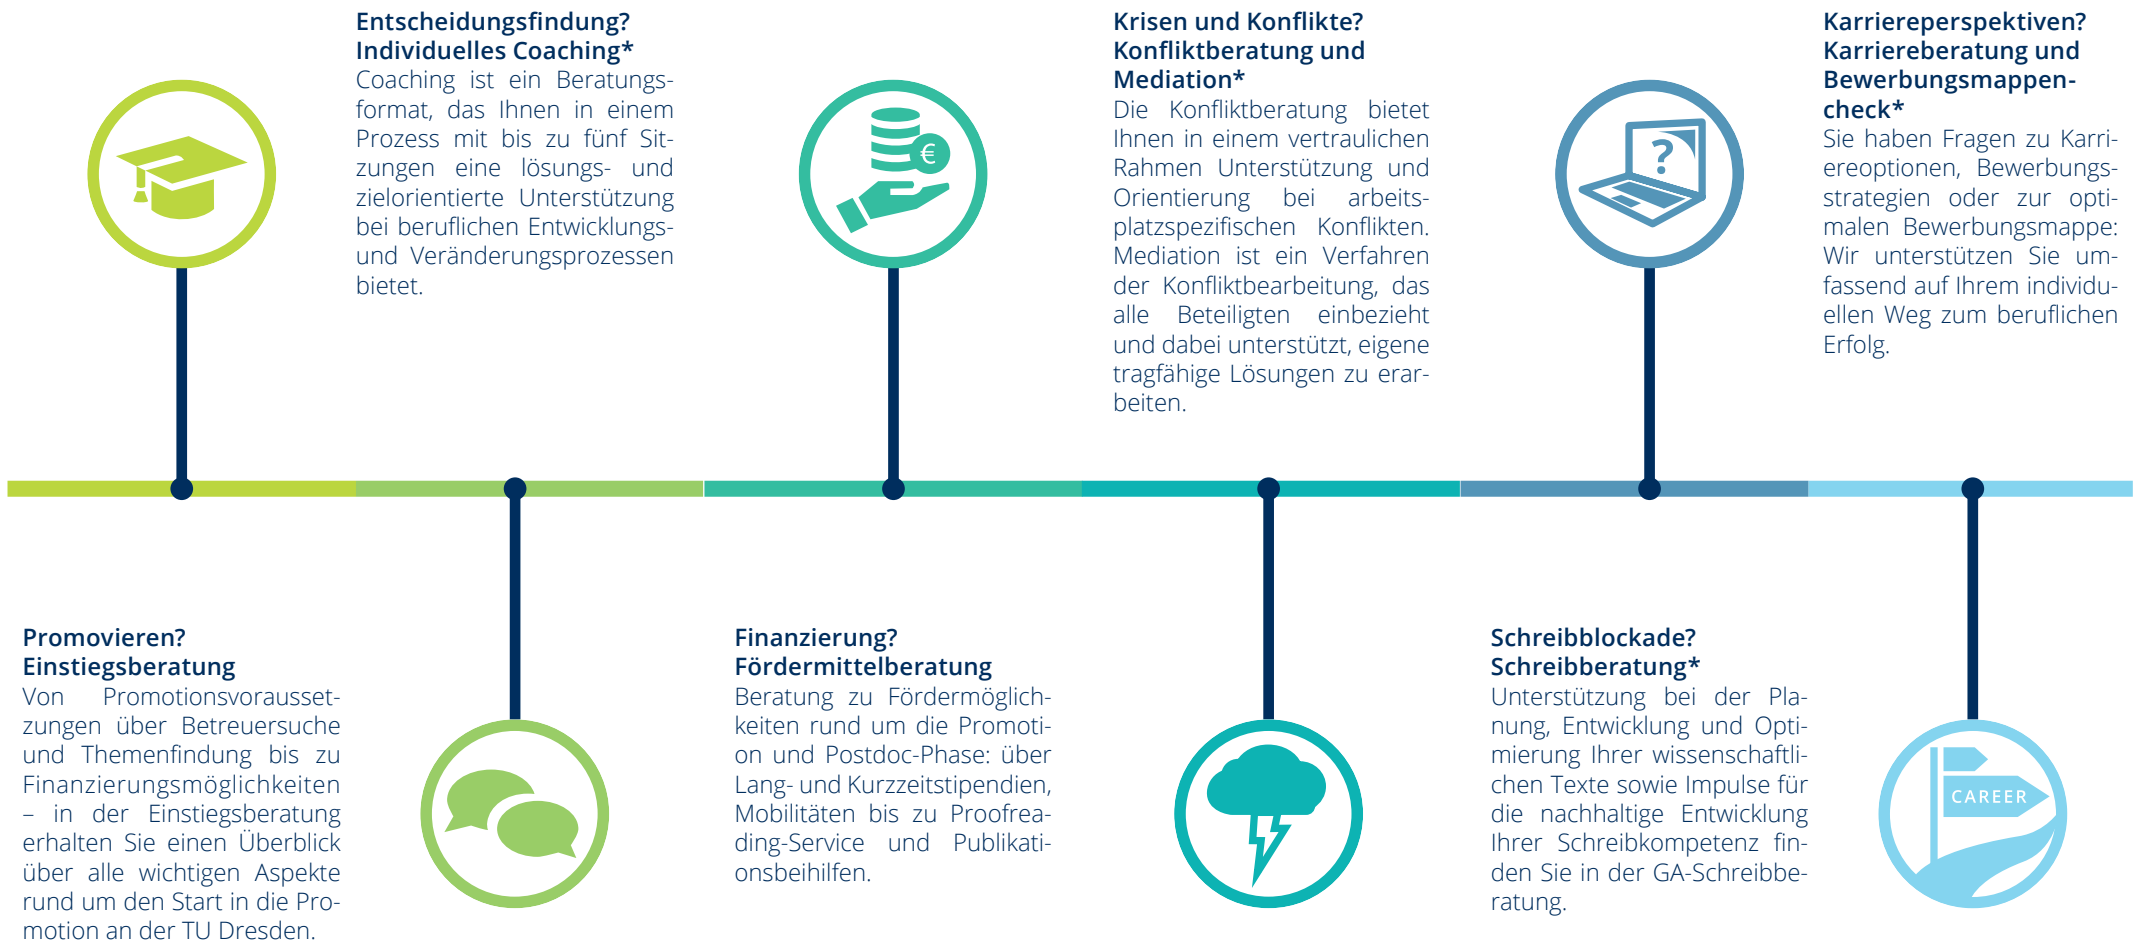 Entscheidungsfindung?
Individuelles Coaching*
Coaching ist ein Beratungs-
format, das Ihnen in einem
Prozess mit bis zu fünf Sit-
zungen eine lösungs- und
zielorientierte Unterstützung
bei beruflichen Entwicklungs-
und Veränderungsprozessen
bietet.
Krisen und Konflikte?
Konfliktberatung und
Mediation*
Die Konfliktberatung bietet
Ihnen in einem vertraulichen
Rahmen Unterstützung und
Orientierung bei arbeits-
platzspezifischen Konflikten.
Mediation ist ein Verfahren
der Konfliktbearbeitung, das
alle Beteiligten einbezieht
und dabei unterstützt, eigene
tragfähige Lösungen zu erar-
beiten.
Karriereperspektiven?
Karriereberatung und
Bewerbungsmappen-
check*
Sie haben Fragen zu Karri-
ereoptionen, Bewerbungs-
strategien oder zur opti-
malen Bewerbungsmappe:
Wir unterstützen Sie um-
fassend auf Ihrem individu-
ellen Weg zum beruflichen
Erfolg.
€
?
Promovieren?
Einstiegsberatung
Von Promotionsvorausset-
zungen über Betreuersuche
und Themenfindung bis zu
Finanzierungsmöglichkeiten
– in der Einstiegsberatung
erhalten Sie einen Überblick
über alle wichtigen Aspekte
rund um den Start in die Pro-
motion an der TU Dresden.
Finanzierung?
Fördermittelberatung
Beratung zu Fördermöglich-
keiten rund um die Promoti-
on und Postdoc-Phase: über
Lang- und Kurzzeitstipendien,
Mobilitäten bis zu Proofrea-
ding-Service und Publikati-
onsbeihilfen.
Schreibblockade?
Schreibberatung*
Unterstützung bei der Pla-
nung, Entwicklung und Opti-
mierung Ihrer wissenschaftli-
chen Texte sowie Impulse für
die nachhaltige Entwicklung
Ihrer Schreibkompetenz fin-
den Sie in der GA-Schreibbe-
ratung.
CAREER